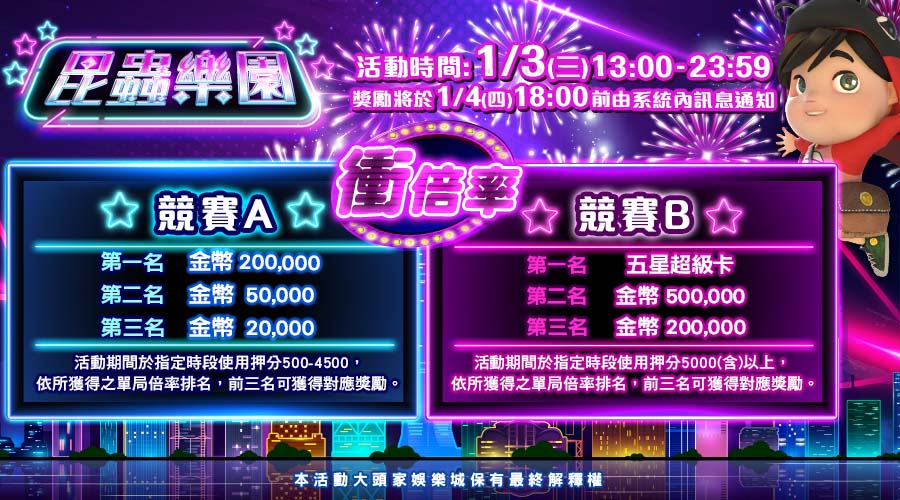 昆蟲樂園
活動時間: 1/3(三)13:00-23:59
獎勵將於1/4(四)18:00前由系統內訊息通知
衝倍率
競賽A
第一名 金幣 200,000
第二名 金幣 50,000
第三名 金幣 20,000
活動期間於指定時段使用押分500-4500，
依所獲得之單局倍率排名，前三名可獲得對應獎勵。
競賽B
第一名 五星超級卡
第二名 金幣 500,000
第三名 金幣 200,000
活動期間於指定時段使用押分5000(含)以上，
依所獲得之單局倍率排名，前三名可獲得對應獎勵。
本活動大頭家娛樂城保有最終解釋權